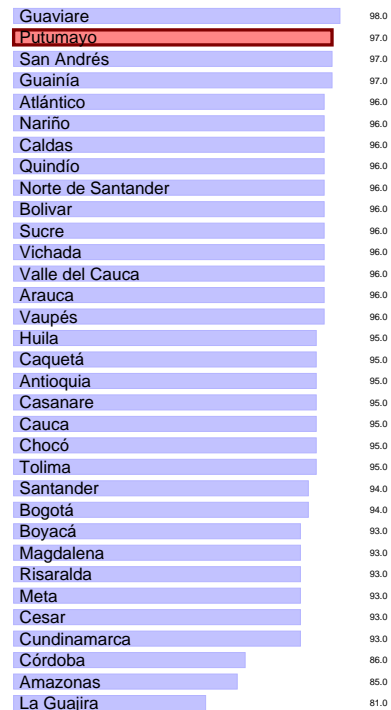 Guaviare 98.0
Putumayo 97.0
San Andrés 97.0
Guainía 97.0
Atlántico 96.0
Nariño 96.0
Caldas 96.0
Quindío 96.0
Norte de Santander 96.0
Bolivar 96.0
Sucre 96.0
Vichada 96.0
Valle del Cauca 96.0
Arauca 96.0
Vaupés 96.0
Huila 95.0
Caquetá 95.0
Antioquia 95.0
Casanare 95.0
Cauca 95.0
Chocó 95.0
Tolima 95.0
Santander 94.0
Bogotá 94.0
Boyacá 93.0
Magdalena 93.0
Risaralda 93.0
Meta 93.0
Cesar 93.0
Cundinamarca 93.0
Córdoba 86.0
Amazonas 85.0
La Guajira 81.0